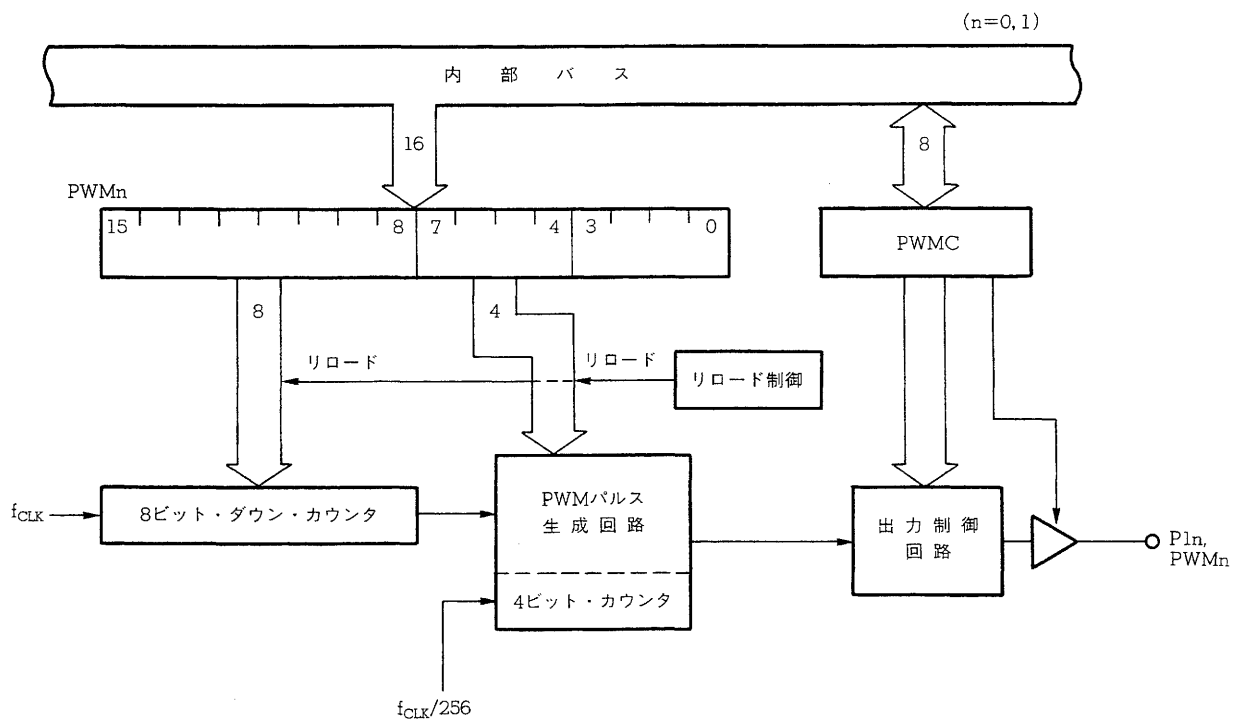 (n=0,1)
内部バス
16
8
PWMn
15 8 7 4 3 0
PWMC
8
4
リロード
リロード
リロード制御
fCLK
8ビット・ダウン・カウンタ
PWMパルス
生成回路
4ビット・カウンタ
出力制御
回路
P1n,
PWMn
fCLK/256